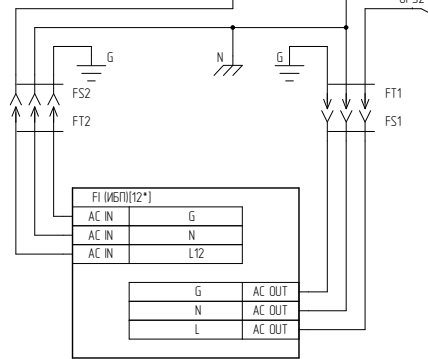 G
N
G
FS2
FT2
FT1
FS1
FI (ИБП)[12*]
AC IN G
AC IN N
AC IN L12
G AC OUT
N AC OUT
L AC OUT